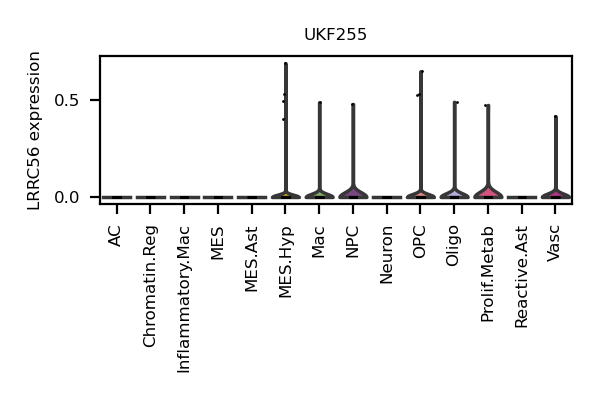 UKF255
LRRC56 expression
0.5
0.0
AC
Chromatin.Reg
Inflammatory.Mac
MES
MES.Ast
MES.Hyp
Mac
NPC
Neuron
OPC
Oligo
Prolif.Metab
Reactive.Ast
Vasc